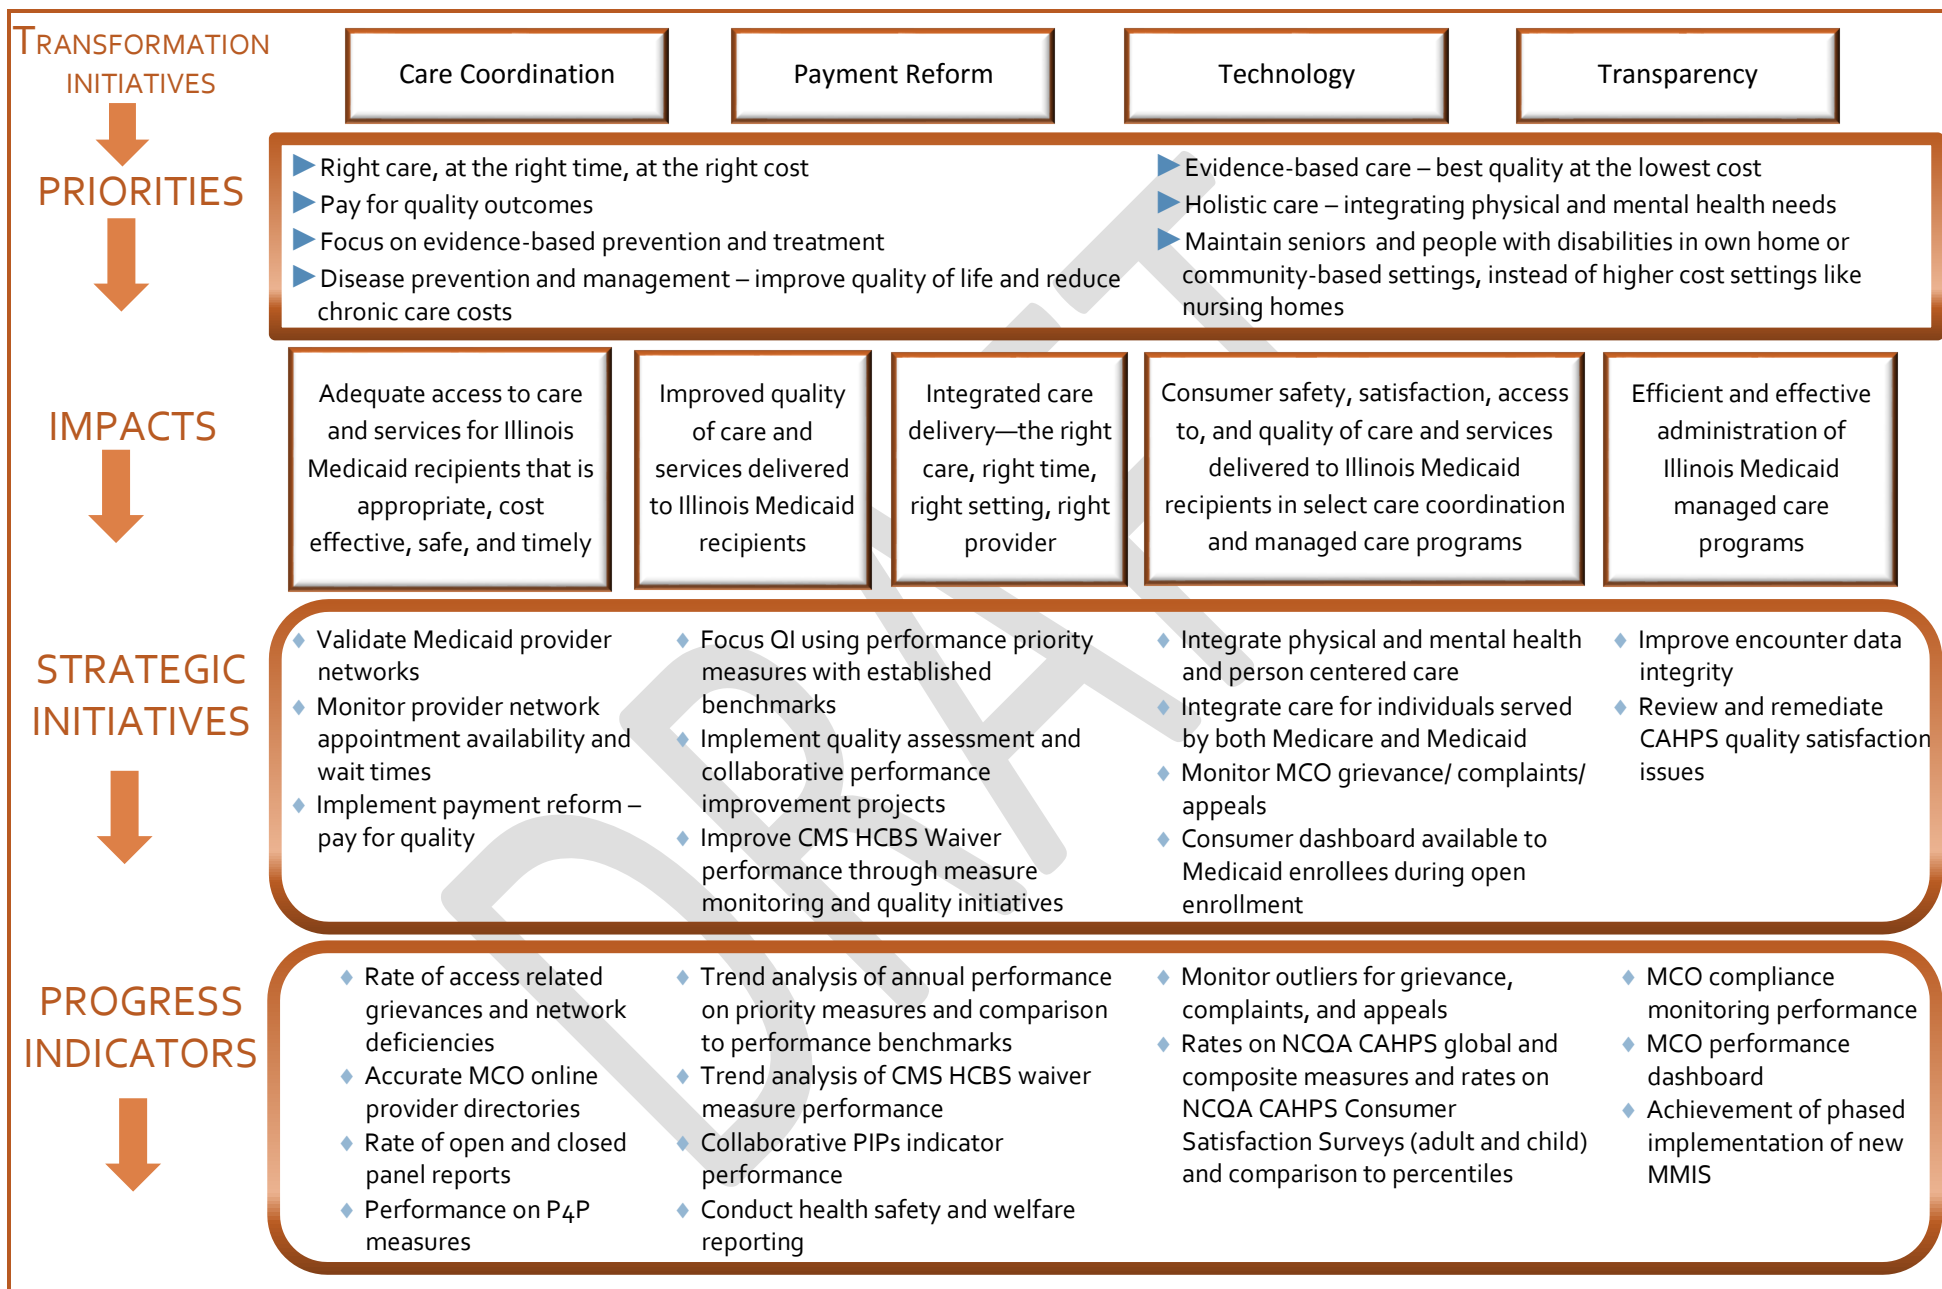 TRANSFORMATION
INITIATIVES
Care Coordination
Payment Reform
Technology
Transparency
PRIORITIES
Right care, at the right time, at the right cost
Pay for quality outcomes
Focus on evidence-based prevention and treatment
Disease prevention and management – improve quality of life and reduce
chronic care costs
Evidence-based care – best quality at the lowest cost
Holistic care – integrating physical and mental health needs
Maintain seniors and people with disabilities in own home or
community-based settings, instead of higher cost settings like
nursing homes
IMPACTS
Adequate access to care
and services for Illinois
Medicaid recipients that is
appropriate, cost
effective, safe, and timely
Improved quality
of care and
services delivered
to Illinois Medicaid
recipients
Integrated care
delivery—the right
care, right time,
right setting, right
provider
Consumer safety, satisfaction, access
to, and quality of care and services
delivered to Illinois Medicaid
recipients in select care coordination
and managed care programs
Efficient and effective
administration of
Illinois Medicaid
managed care
programs
STRATEGIC
INITIATIVES
Validate Medicaid provider
networks
Monitor provider network
appointment availability and
wait times
Implement payment reform –
pay for quality
Focus QI using performance priority
measures with established
benchmarks
Implement quality assessment and
collaborative performance
improvement projects
Improve CMS HCBS Waiver
performance through measure
monitoring and quality initiatives
Integrate physical and mental health
and person centered care
Integrate care for individuals served
by both Medicare and Medicaid
Monitor MCO grievance/ complaints/
appeals
Consumer dashboard available to
Medicaid enrollees during open
enrollment
Improve encounter data
integrity
Review and remediate
CAHPS quality satisfaction
issues
PROGRESS
INDICATORS
Rate of access related
grievances and network
deficiencies
Accurate MCO online
provider directories
Rate of open and closed
panel reports
Performance on P4P
measures
Trend analysis of annual performance
on priority measures and comparison
to performance benchmarks
Trend analysis of CMS HCBS waiver
measure performance
Collaborative PIPs indicator
performance
Conduct health safety and welfare
reporting
Monitor outliers for grievance,
complaints, and appeals
Rates on NCQA CAHPS global and
composite measures and rates on
NCQA CAHPS Consumer
Satisfaction Surveys (adult and child)
and comparison to percentiles
MCO compliance
monitoring performance
MCO performance
dashboard
Achievement of phased
implementation of new
MMIS
DRAFT